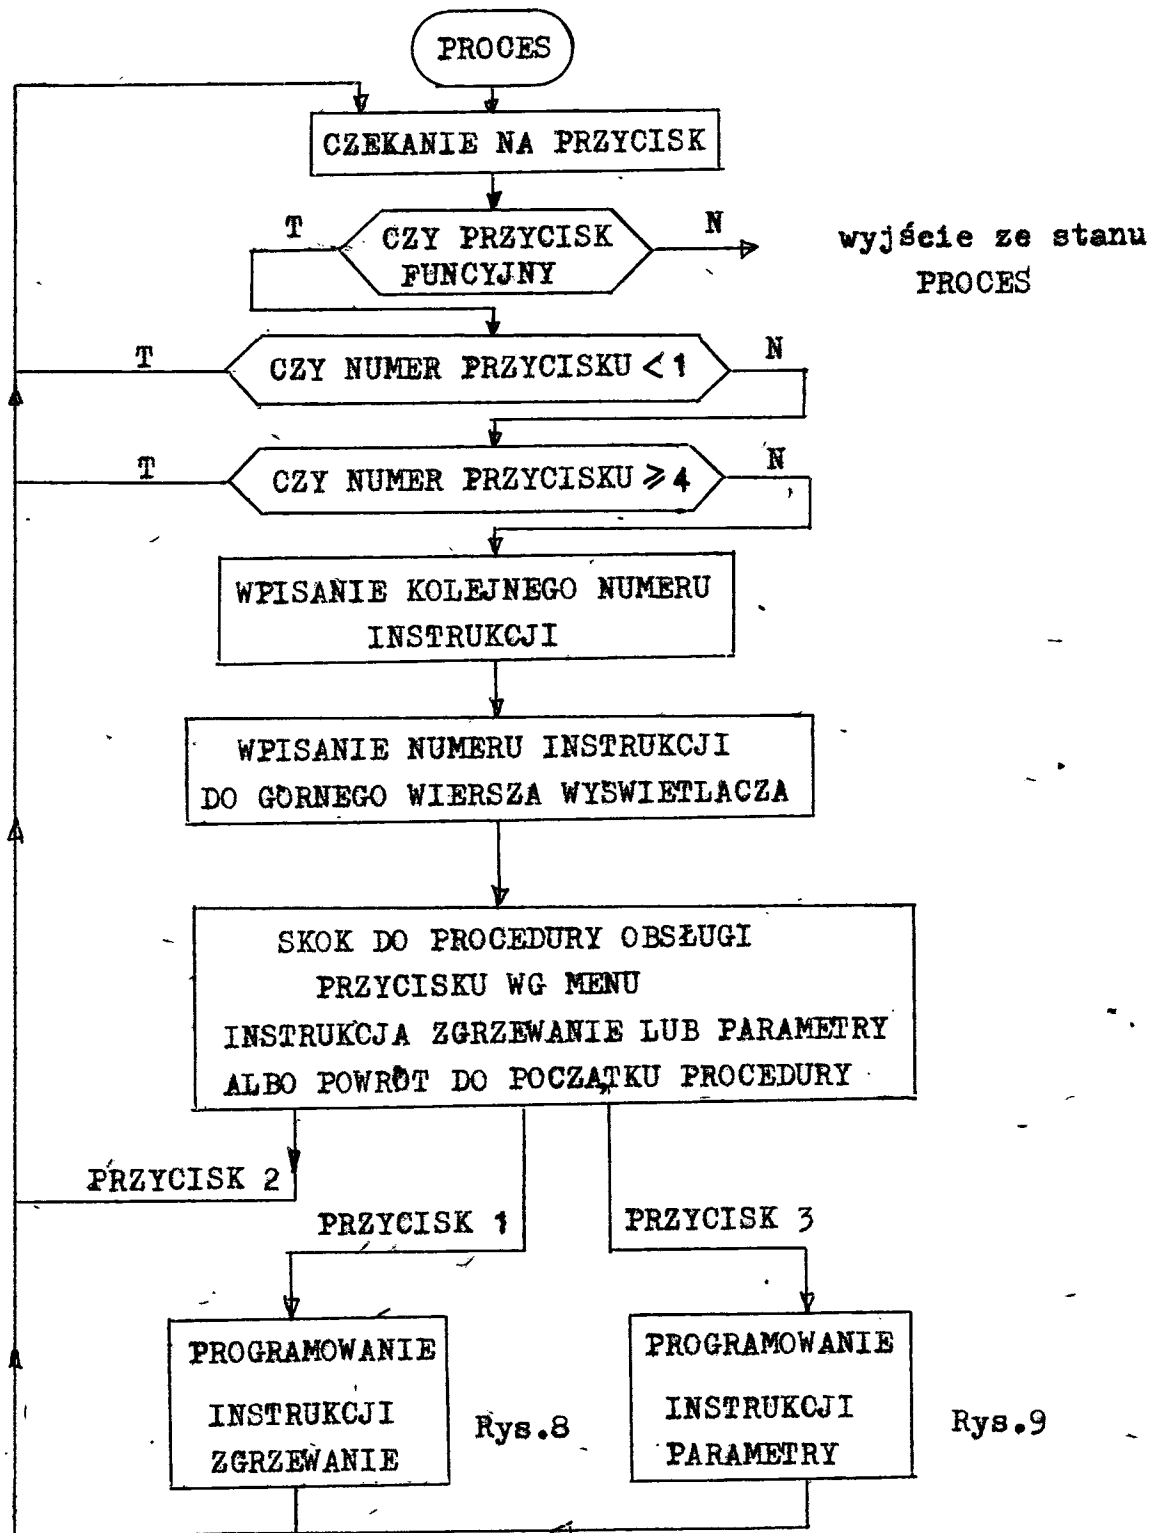 PROCES
CZEKANIE NA PRZYCISK
T
CZY PRZYCISK
FUNCYJNY
N
wyjście ze stanu
PROCES
T
CZY NUMER PRZYCISKU < 1
N
T
CZY NUMER PRZYCISKU ⩾ 4
N
WPISANIE KOLEJNEGO NUMERU
INSTRUKCJI
WPISANIE NUMERU INSTRUKCJI
DO GÓRNEGO WIERSZA WYŚWIETLACZA
SKOK DO PROCEDURY OBSŁUGI
PRZYCISKU WG MENU
INSTRUKCJA ZGRZEWANIE LUB PARAMETRY
ALBO POWRÓT DO POCZĄTKU PROCEDURY
PRZYCISK 2
PRZYCISK 1
PRZYCISK 3
PROGRAMOWANIE
INSTRUKCJI
ZGRZEWANIE
Rys.8
PROGRAMOWANIE
INSTRUKCJI
PARAMETRY
Rys.9